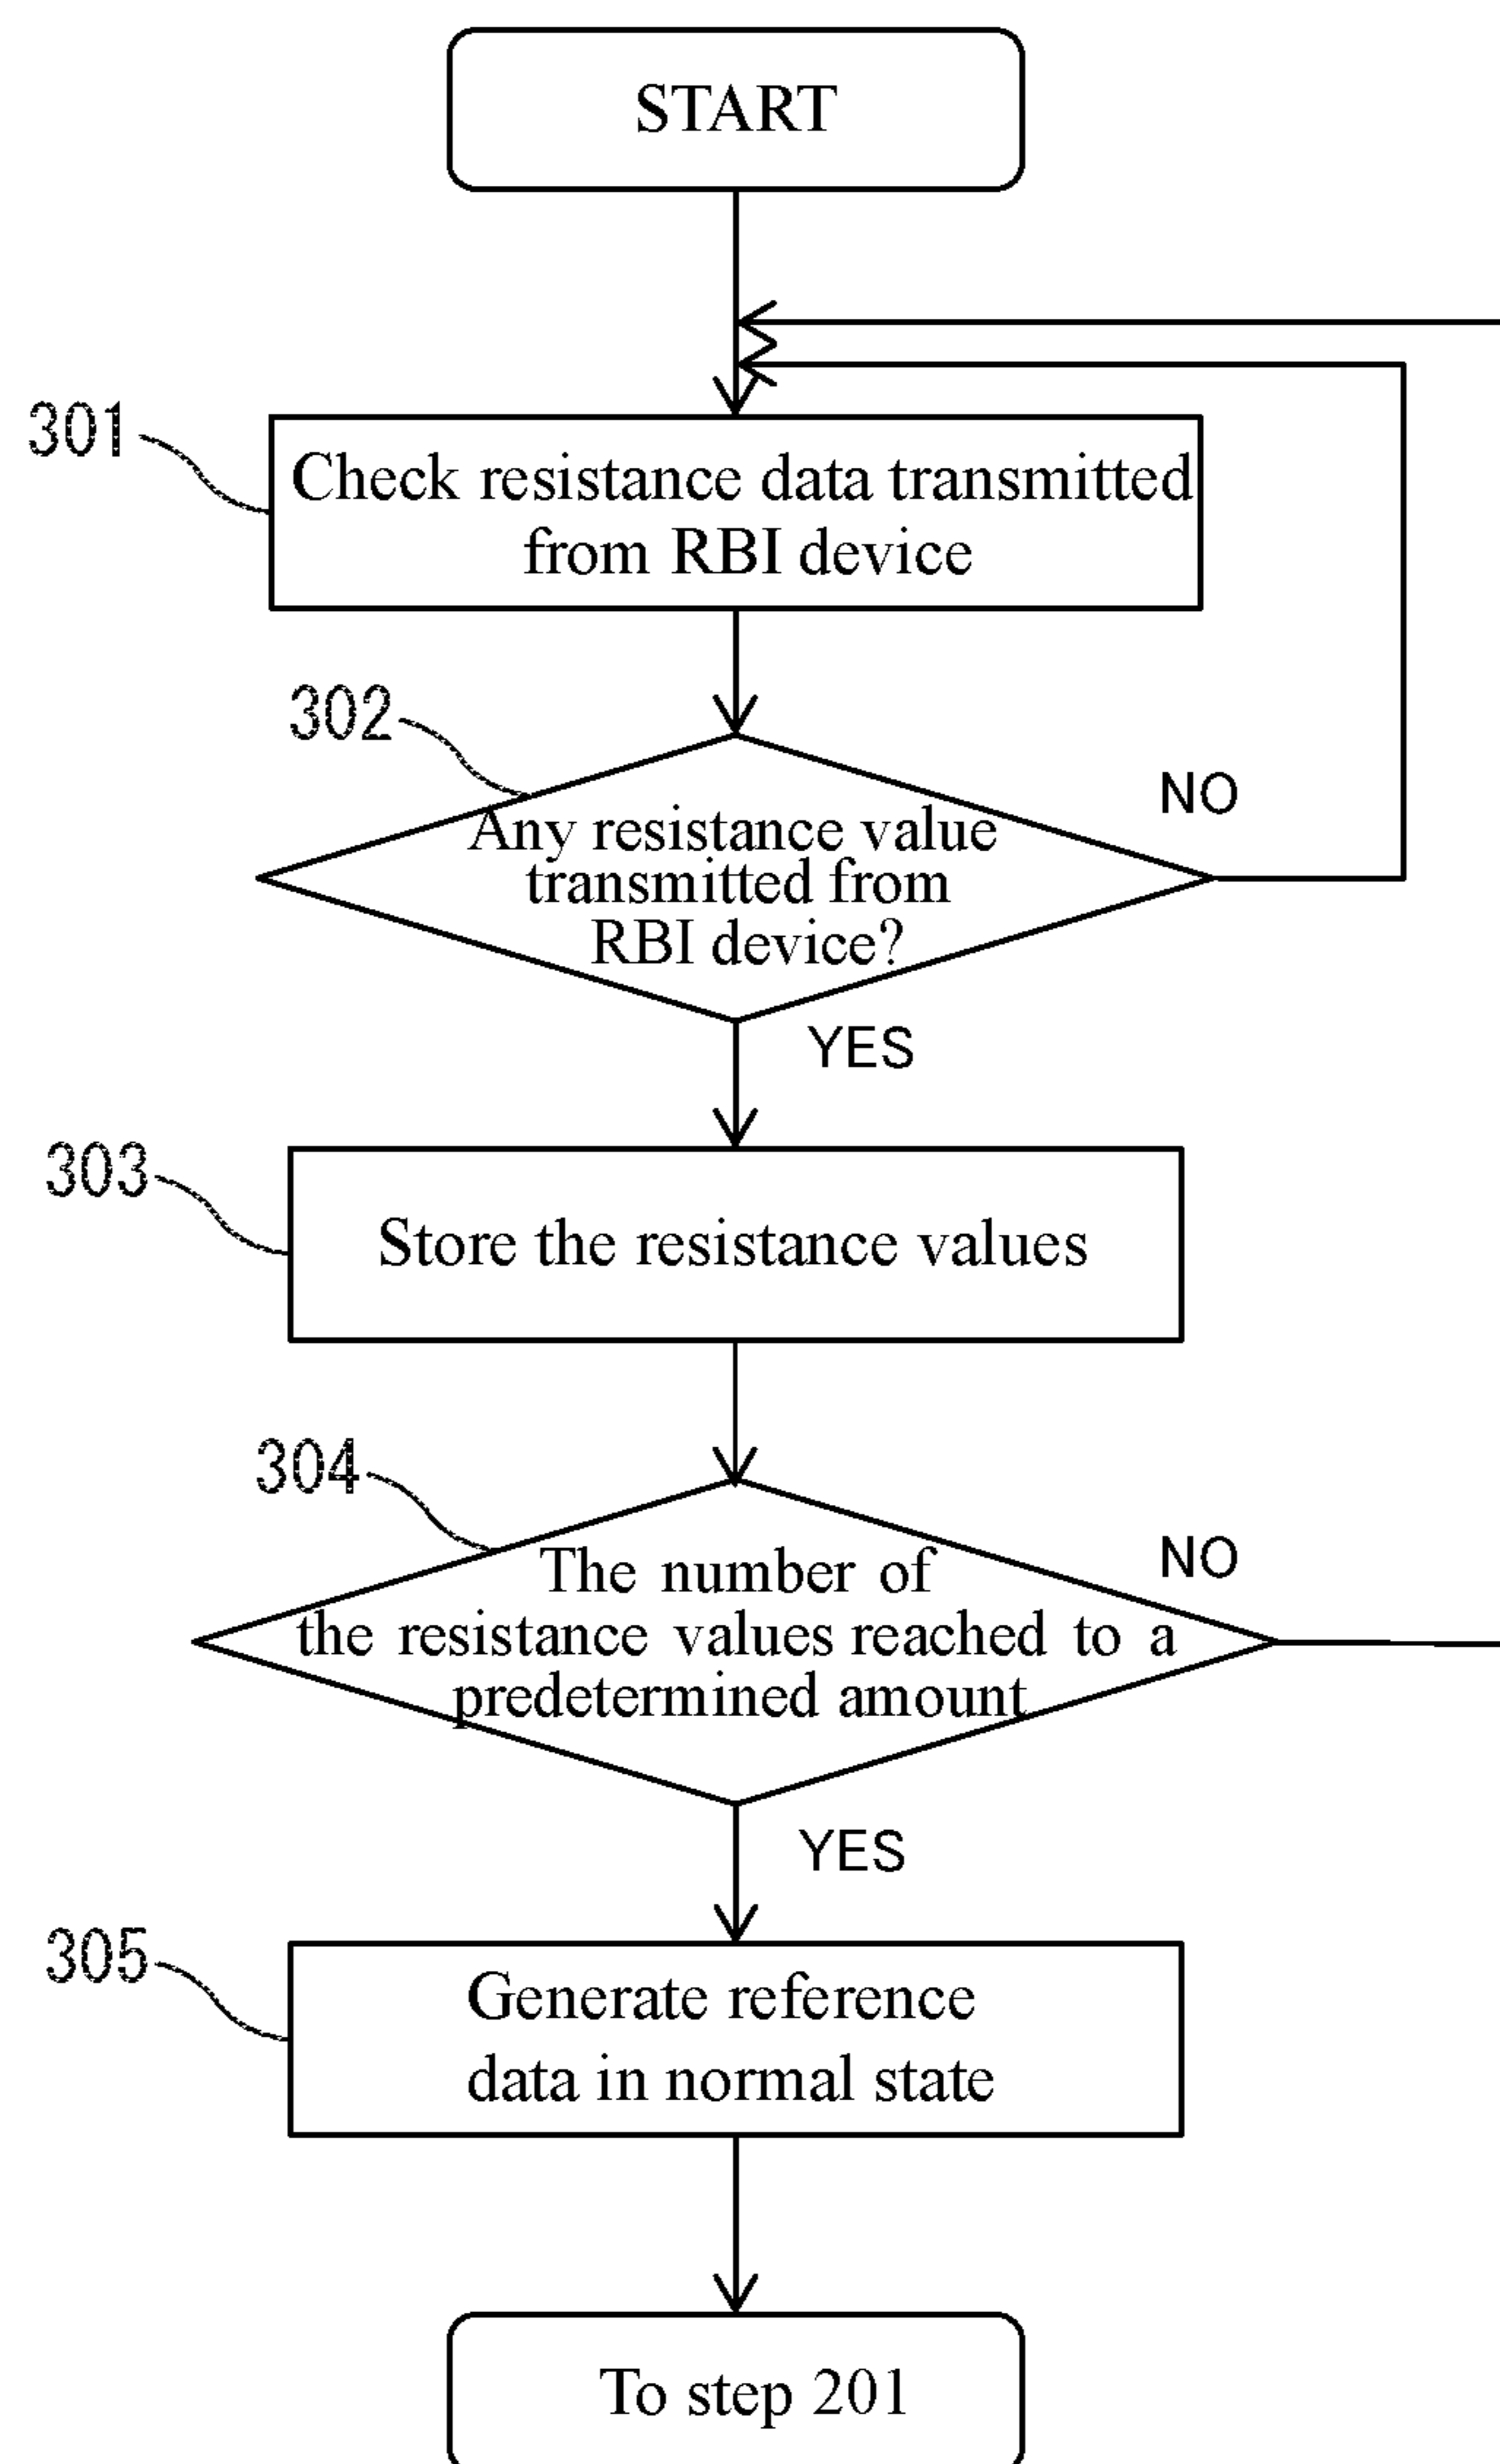 START
301
Check resistance data transmitted
from RBI device
302
NO
Any resistance value
transmitted from
RBI device?
YES
303
Store the resistance values
304
NO
The number of
the resistance values reached to a
predetermined amount
YES
305
Generate reference
data in normal state
To step 201